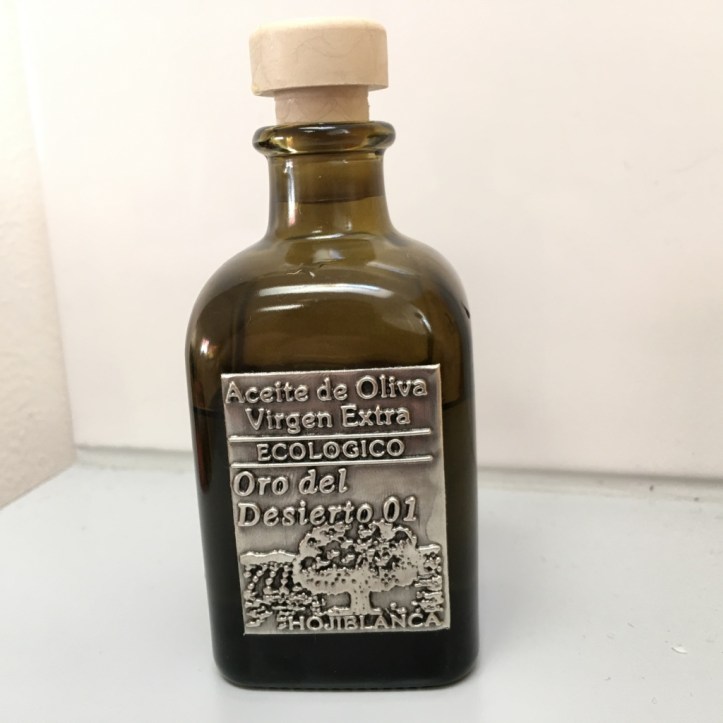 Aceite de Oliva
Virgen Extra
ECOLOGICO
Oro del
Desierto 01
HOJIBLANCA